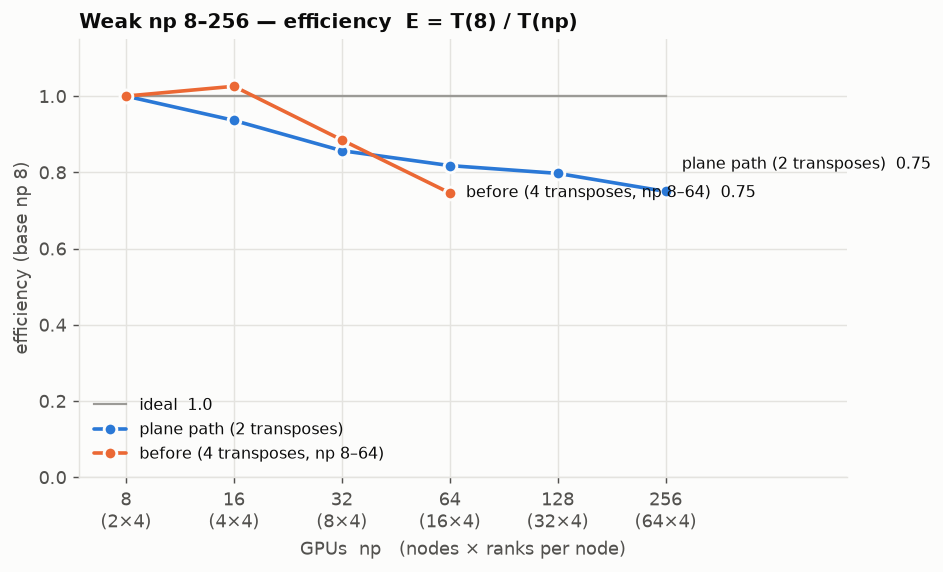 Weak np 8–256 — efficiency  E = T(8) / T(np)
efficiency (base np 8)
1.0
0.8
0.6
0.4
0.2
0.0
plane path (2 transposes)  0.75
before (4 transposes, np 8–64)  0.75
ideal  1.0
plane path (2 transposes)
before (4 transposes, np 8–64)
8 16 32 64 128 256
(2×4) (4×4) (8×4) (16×4) (32×4) (64×4)
GPUs  np   (nodes × ranks per node)